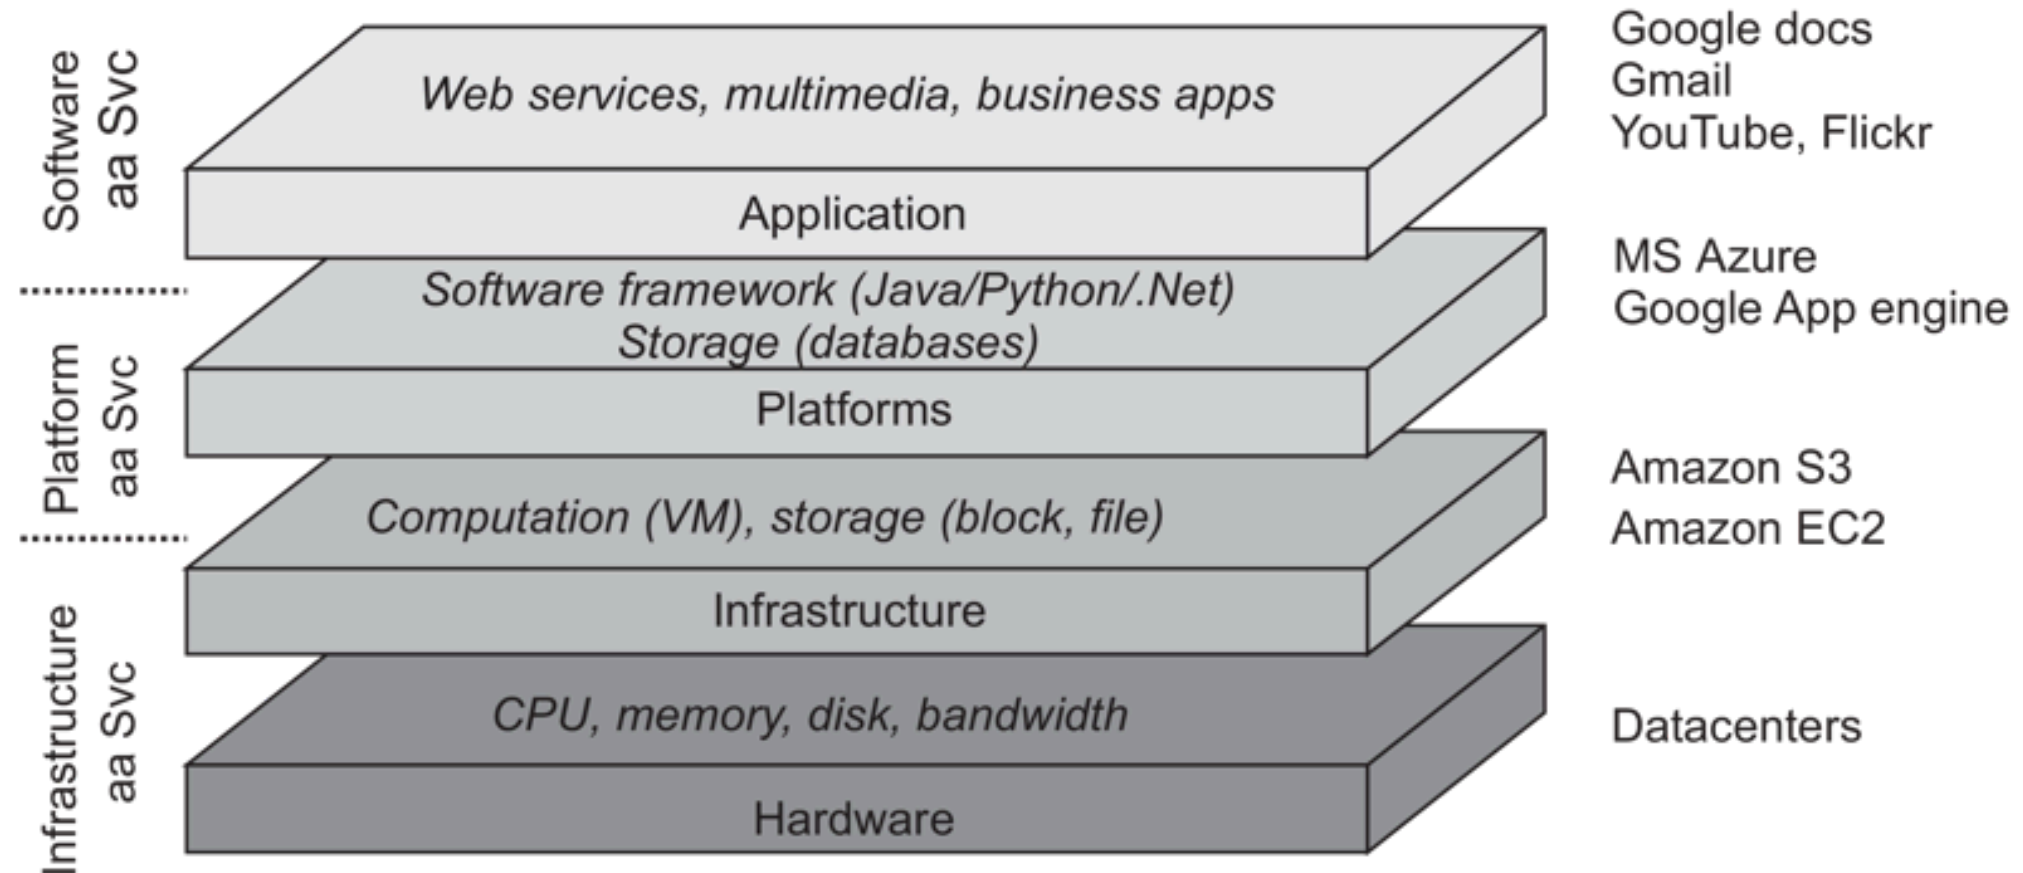 Software
aa Svc
Web services, multimedia, business apps
Application
Google docs
Gmail
YouTube, Flickr
Platform
aa Svc
Software framework (Java/Python/.Net)
Storage (databases)
Platforms
MS Azure
Google App engine
Infrastructure
aa Svc
Computation (VM), storage (block, file)
Infrastructure
Amazon S3
Amazon EC2
CPU, memory, disk, bandwidth
Hardware
Datacenters